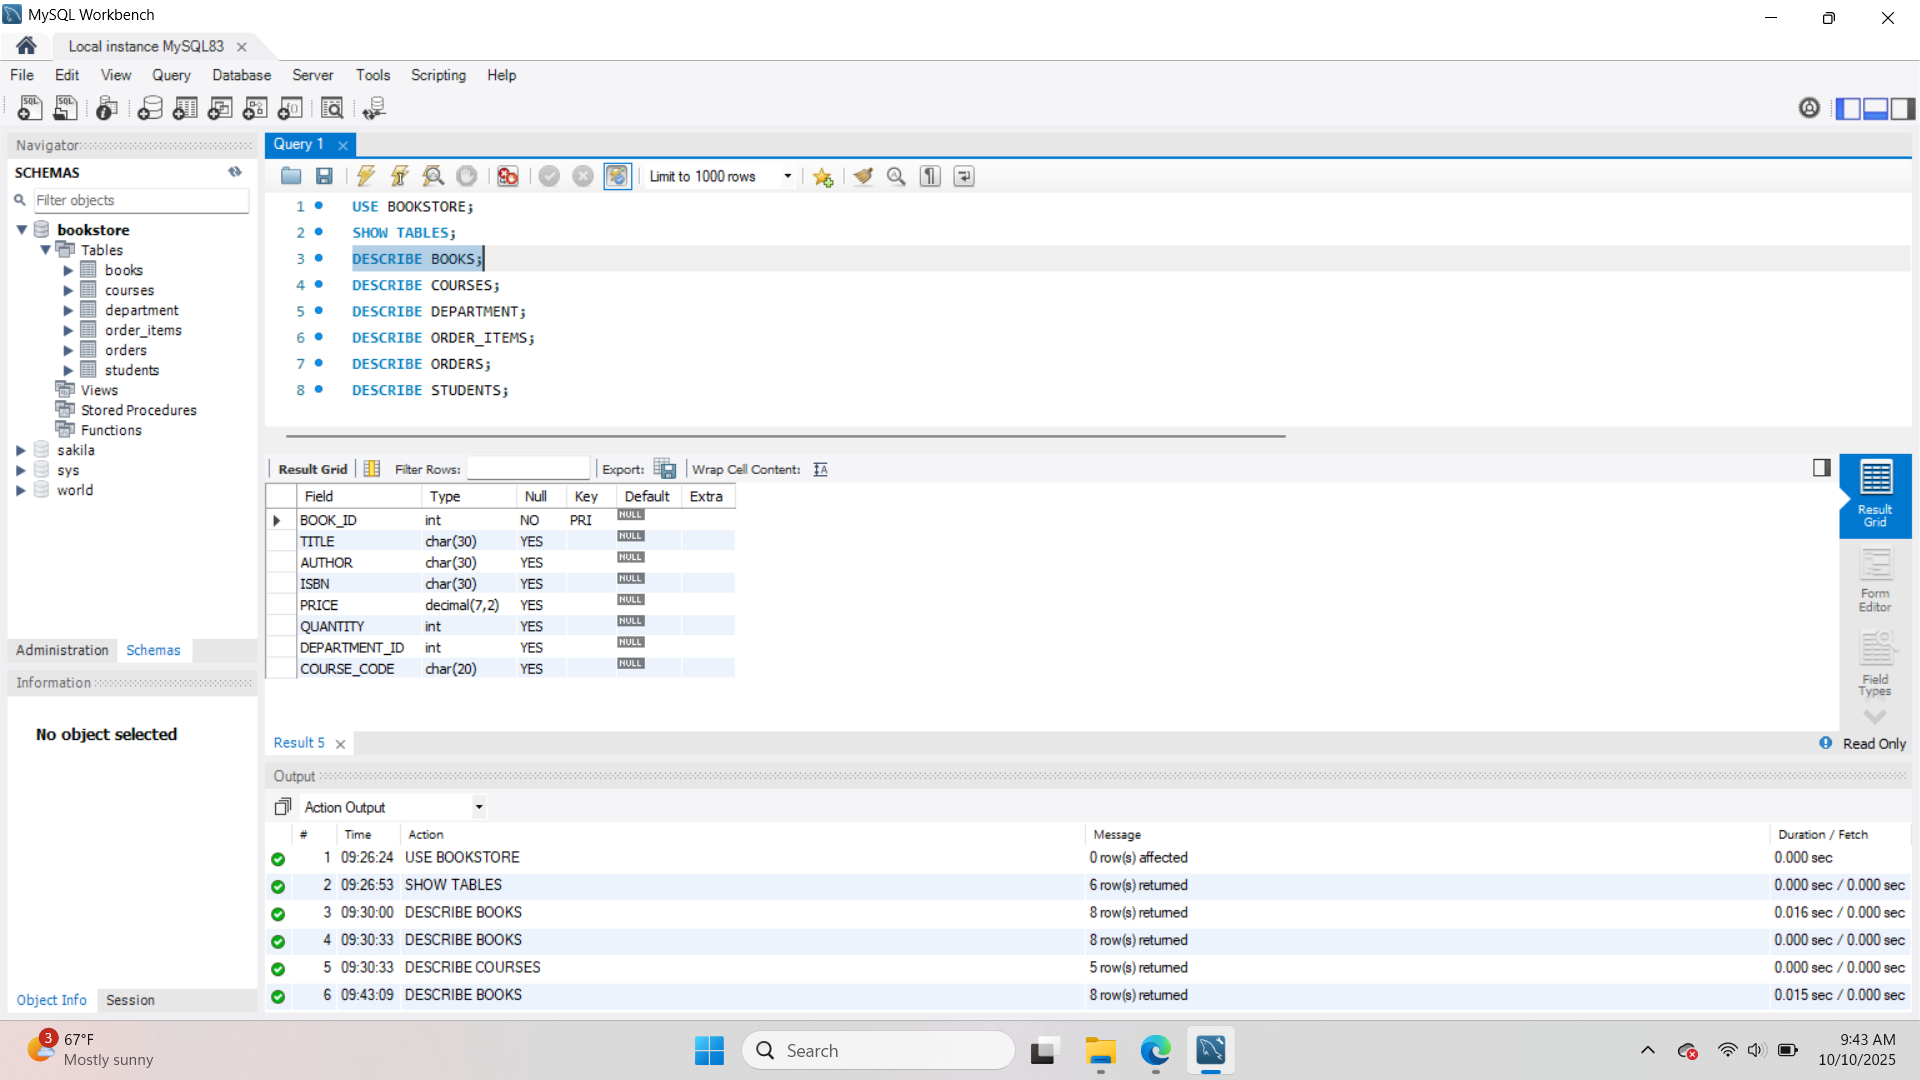 MySQL Workbench
Local instance MySQL83
File Edit View Query Database Server Tools Scripting Help
Navigator
SCHEMAS
Filter objects
bookstore
Tables
books
courses
department
order_items
orders
students
Views
Stored Procedures
Functions
sakila
sys
world
Administration Schemas
Information
No object selected
Object Info Session
Query 1
Limit to 1000 rows
1 USE BOOKSTORE;
2 SHOW TABLES;
3 DESCRIBE BOOKS;
4 DESCRIBE COURSES;
5 DESCRIBE DEPARTMENT;
6 DESCRIBE ORDER_ITEMS;
7 DESCRIBE ORDERS;
8 DESCRIBE STUDENTS;
Result Grid Filter Rows: Export: Wrap Cell Content:
Field Type Null Key Default Extra
BOOK_ID int NO PRI NULL
TITLE char(30) YES NULL
AUTHOR char(30) YES NULL
ISBN char(30) YES NULL
PRICE decimal(7,2) YES NULL
QUANTITY int YES NULL
DEPARTMENT_ID int YES NULL
COURSE_CODE char(20) YES NULL
Result
Grid
Form
Editor
Field
Types
Result 5
Read Only
Output
Action Output
# Time Action Message Duration / Fetch
1 09:26:24 USE BOOKSTORE 0 row(s) affected 0.000 sec
2 09:26:53 SHOW TABLES 6 row(s) returned 0.000 sec / 0.000 sec
3 09:30:00 DESCRIBE BOOKS 8 row(s) returned 0.016 sec / 0.000 sec
4 09:30:33 DESCRIBE BOOKS 8 row(s) returned 0.000 sec / 0.000 sec
5 09:30:33 DESCRIBE COURSES 5 row(s) returned 0.000 sec / 0.000 sec
6 09:43:09 DESCRIBE BOOKS 8 row(s) returned 0.015 sec / 0.000 sec
3
67°F
Mostly sunny
Search
9:43 AM
10/10/2025